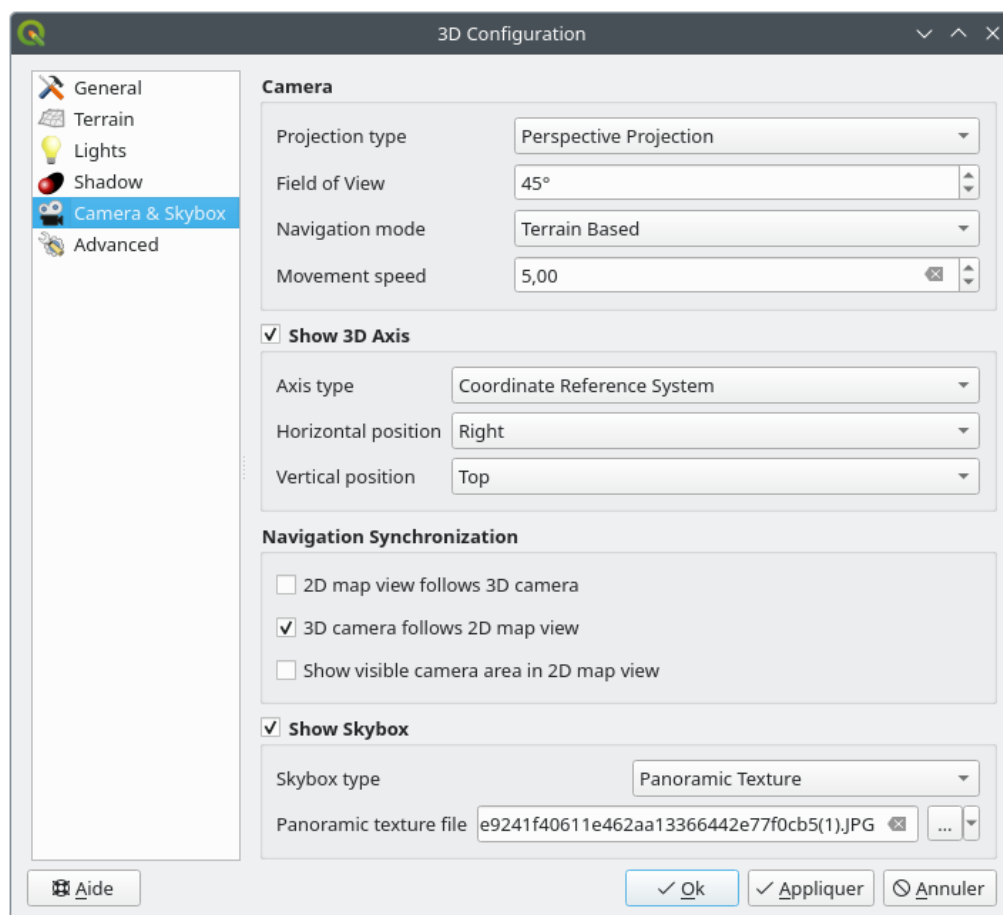 3D Configuration
General
Terrain
Lights
Shadow
Camera & Skybox
Advanced
Camera
Projection type Perspective Projection
Field of View 45°
Navigation mode Terrain Based
Movement speed 5,00
Show 3D Axis
Axis type Coordinate Reference System
Horizontal position Right
Vertical position Top
Navigation Synchronization
2D map view follows 3D camera
3D camera follows 2D map view
Show visible camera area in 2D map view
Show Skybox
Skybox type Panoramic Texture
Panoramic texture file e9241f40611e462aa13366442e77f0cb5(1).JPG ...
Aide Ok Appliquer Annuler